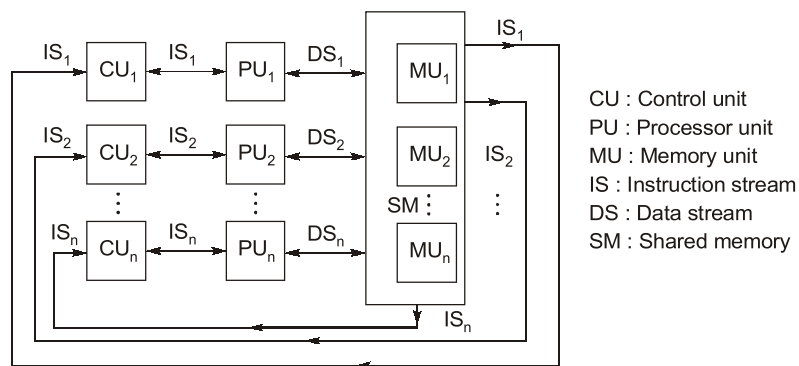 IS₁ CU₁ IS₁ PU₁ DS₁ MU₁ IS₁
IS₂ CU₂ IS₂ PU₂ DS₂ MU₂ IS₂
SM
ISₙ CUₙ ISₙ PUₙ DSₙ MUₙ
ISₙ
CU : Control unit
PU : Processor unit
MU : Memory unit
IS : Instruction stream
DS : Data stream
SM : Shared memory